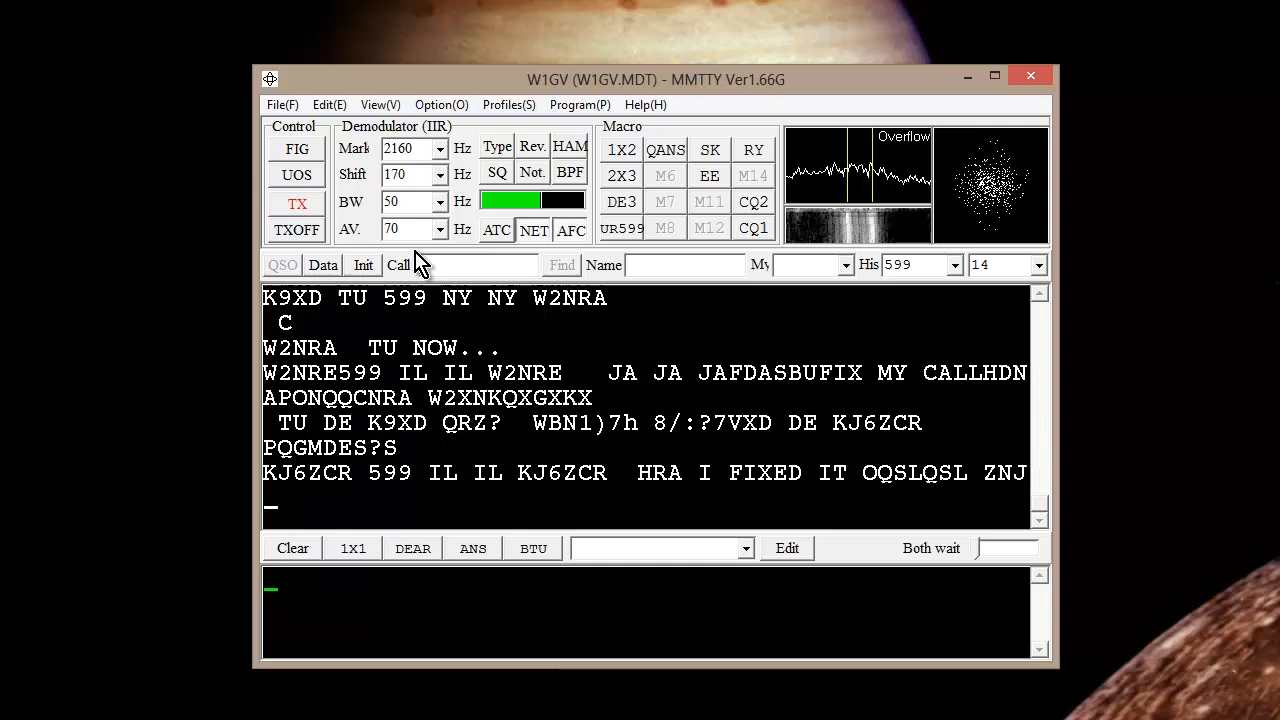 W1GV (W1GV.MDT) - MMTTY Ver1.66G
File(F) Edit(E) View(V) Option(O) Profiles(S) Program(P) Help(H)
Control Demodulator (IIR) Macro
FIG Mark 2160 Hz Type Rev. HAM 1X2 QANS SK RY Overflow
UOS Shift 170 Hz SQ Not. BPF 2X3 M6 EE M14
TX BW 50 Hz DE3 M7 M11 CQ2
TXOFF AV. 70 Hz ATC NET AFC UR599 M8 M12 CQ1
QSO Data Init Call Find Name My His 599 14
K9XD TU 599 NY NY W2NRA
C
W2NRA TU NOW...
W2NRE599 IL IL W2NRE JA JA JAFDASBUFIX MY CALLHDN
APONQQCNRA W2XNKQXGXKX
TU DE K9XD QRZ? WBN1)7h 8/:?7VXD DE KJ6ZCR
PQGMDES?S
KJ6ZCR 599 IL IL KJ6ZCR HRA I FIXED IT OQSLQSL ZNJ
Clear 1X1 DEAR ANS BTU Edit Both wait